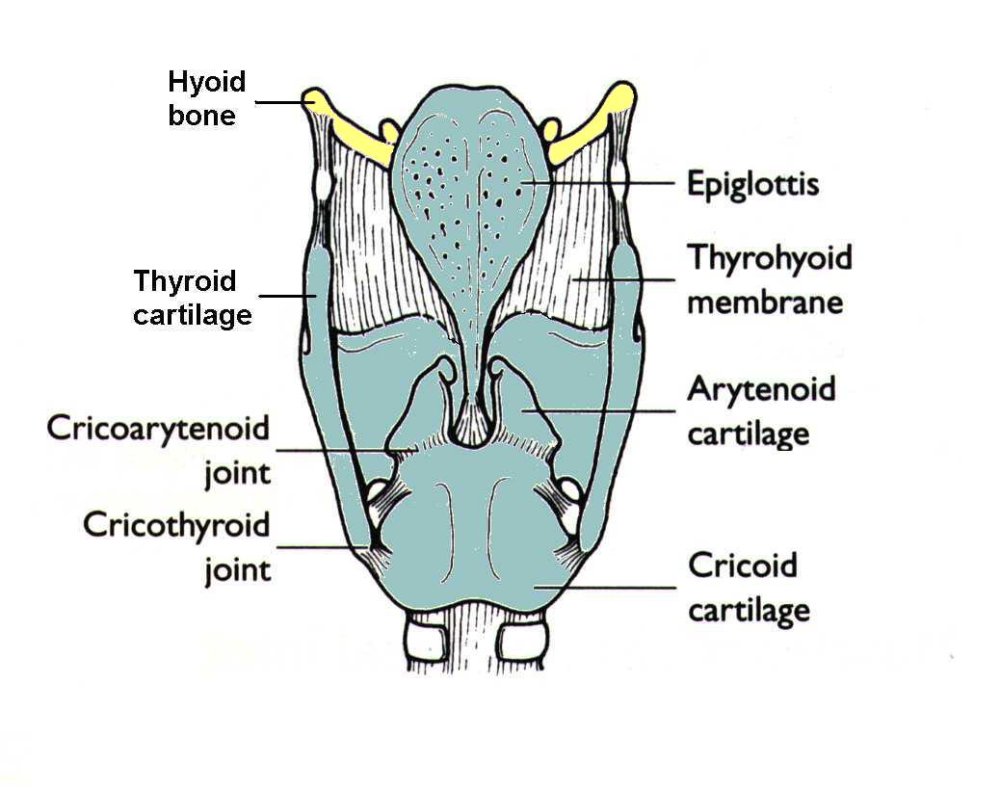 Hyoid
bone
Thyroid
cartilage
Cricoarytenoid
joint
Cricothyroid
joint
Epiglottis
Thyrohyoid
membrane
Arytenoid
cartilage
Cricoid
cartilage